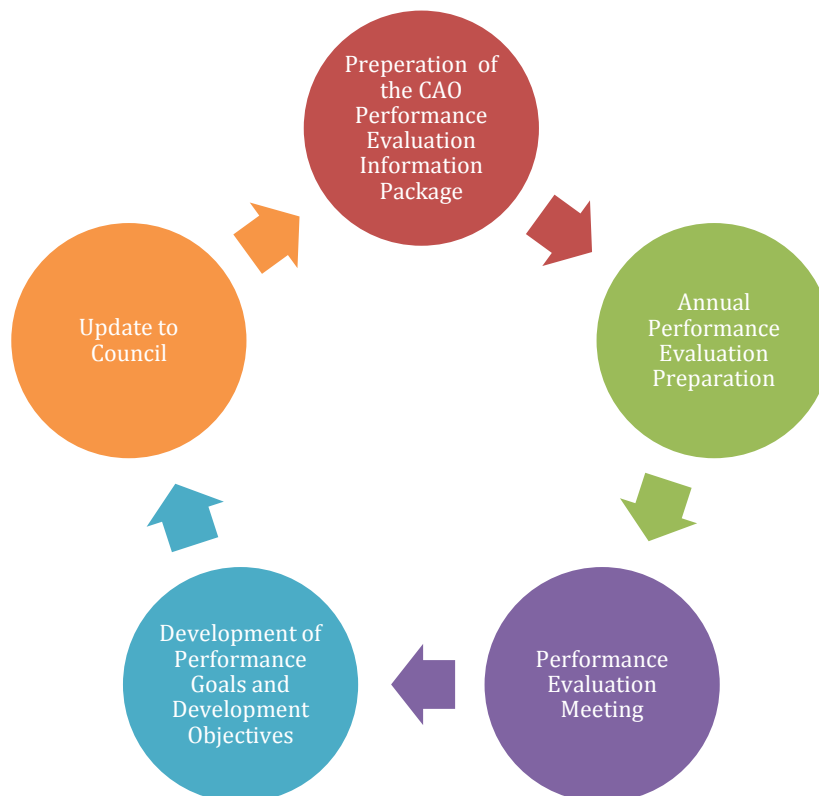 Preperation of
the CAO
Performance
Evaluation
Information
Package
Annual
Performance
Evaluation
Preparation
Performance
Evaluation
Meeting
Development of
Performance
Goals and
Development
Objectives
Update to
Council